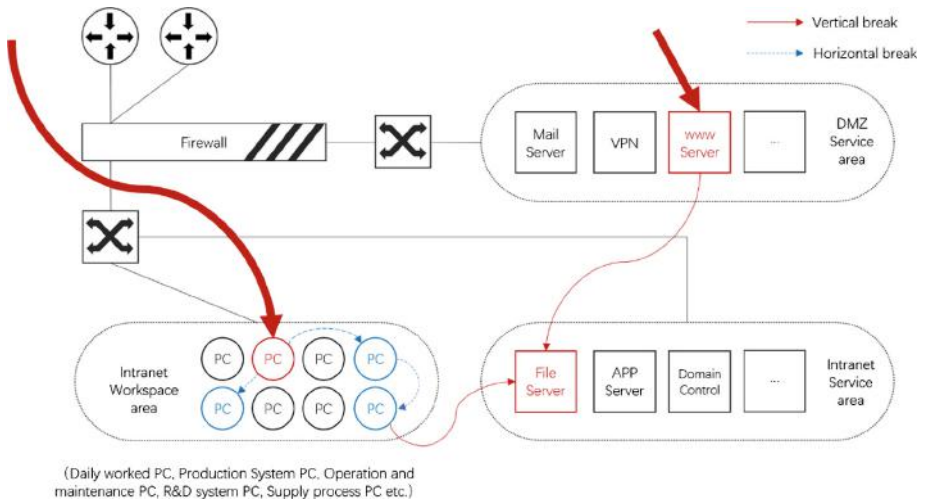 Vertical break
Horizontal break
Firewall
Mail
Server
VPN
www
Server
...
DMZ
Service
area
Intranet
Workspace
area
PC
PC
PC
PC
PC
PC
PC
PC
File
Server
APP
Server
Domain
Control
...
Intranet
Service
area
(Daily worked PC, Production System PC, Operation and
maintenance PC, R&D system PC, Supply process PC etc.)